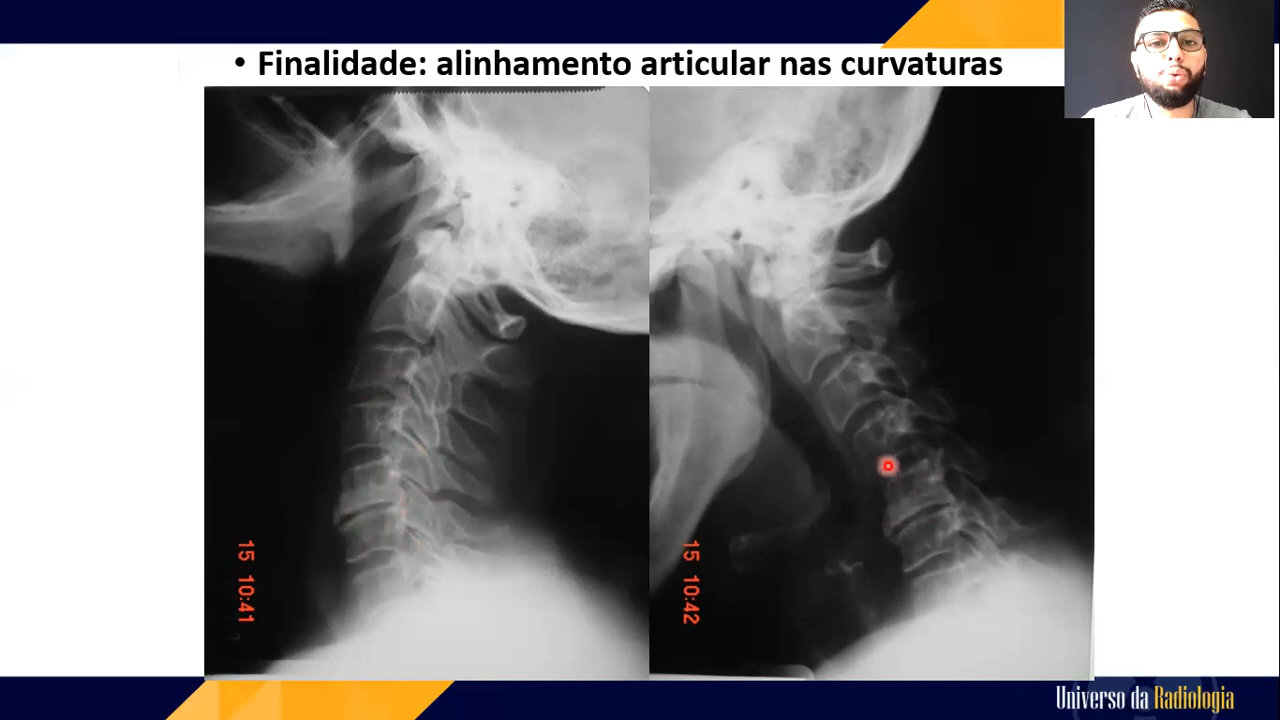 • Finalidade: alinhamento articular nas curvaturas
15 10:41
15 10:42
Universo da Radiologia